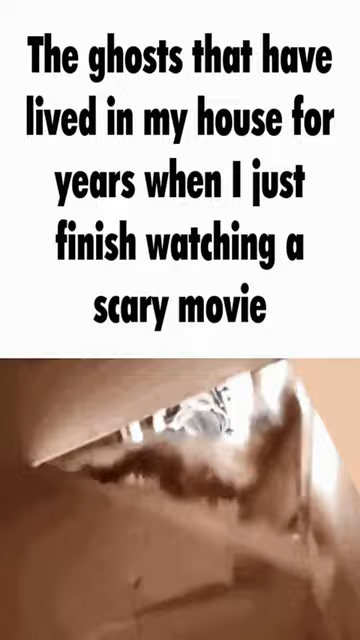 The ghosts that have
lived in my house for
years when I just
finish watching a
scary movie